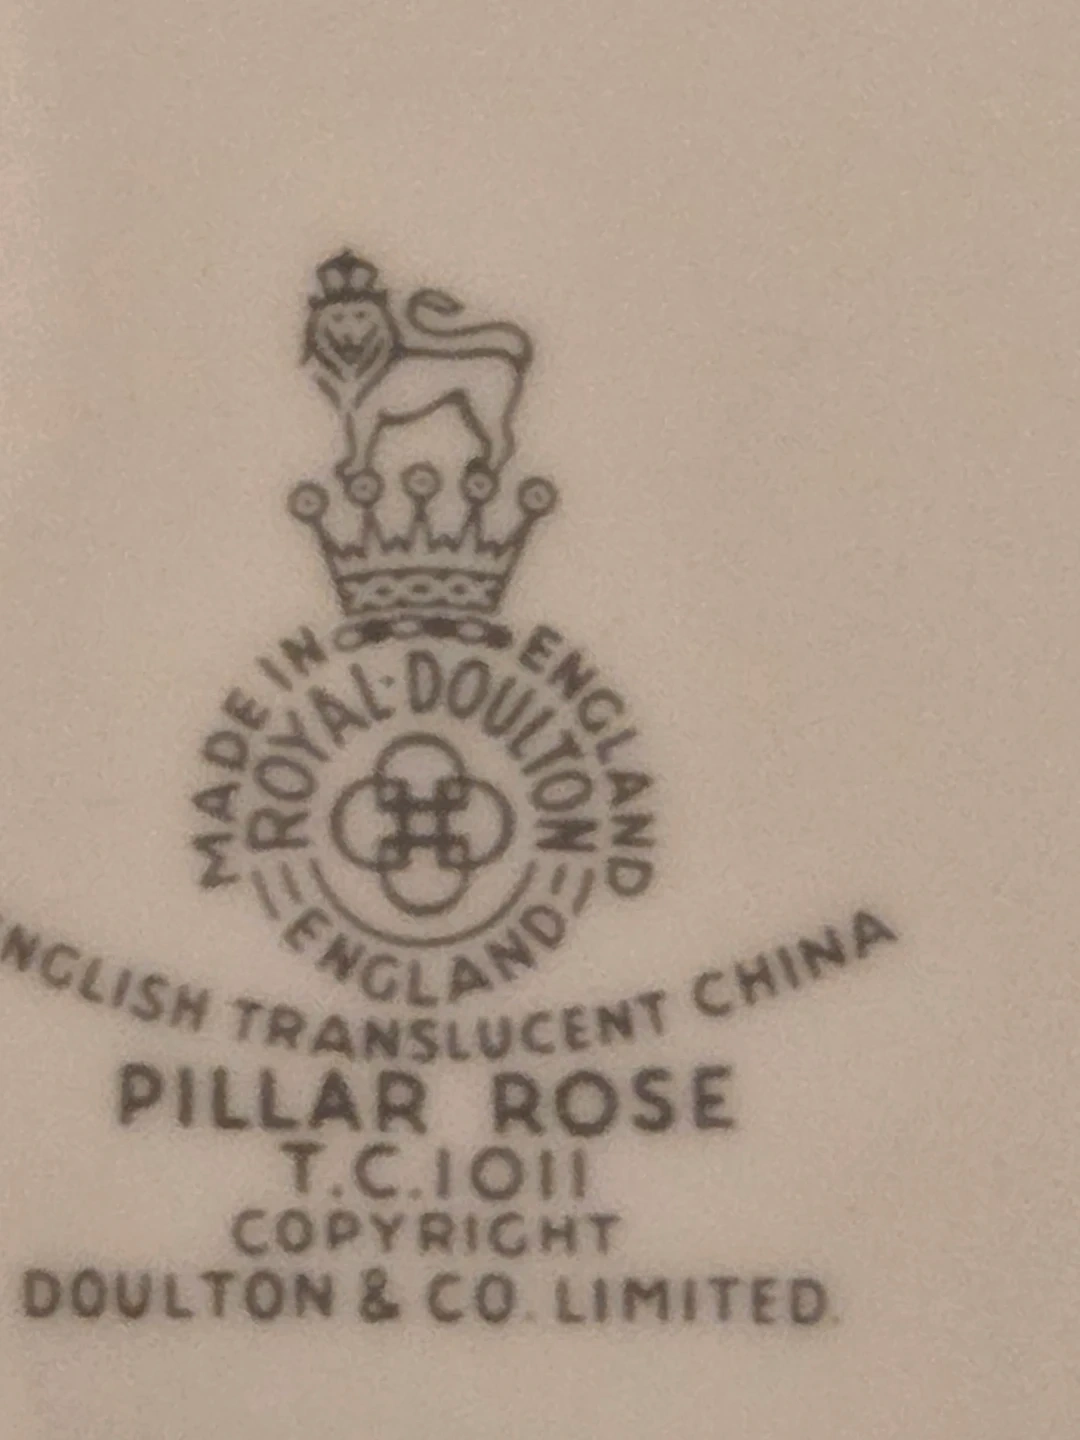 MADE IN ENGLAND
ROYAL·DOULTON
ENGLAND
ENGLISH TRANSLUCENT CHINA
PILLAR ROSE
T.C.1011
COPYRIGHT
DOULTON & CO. LIMITED.